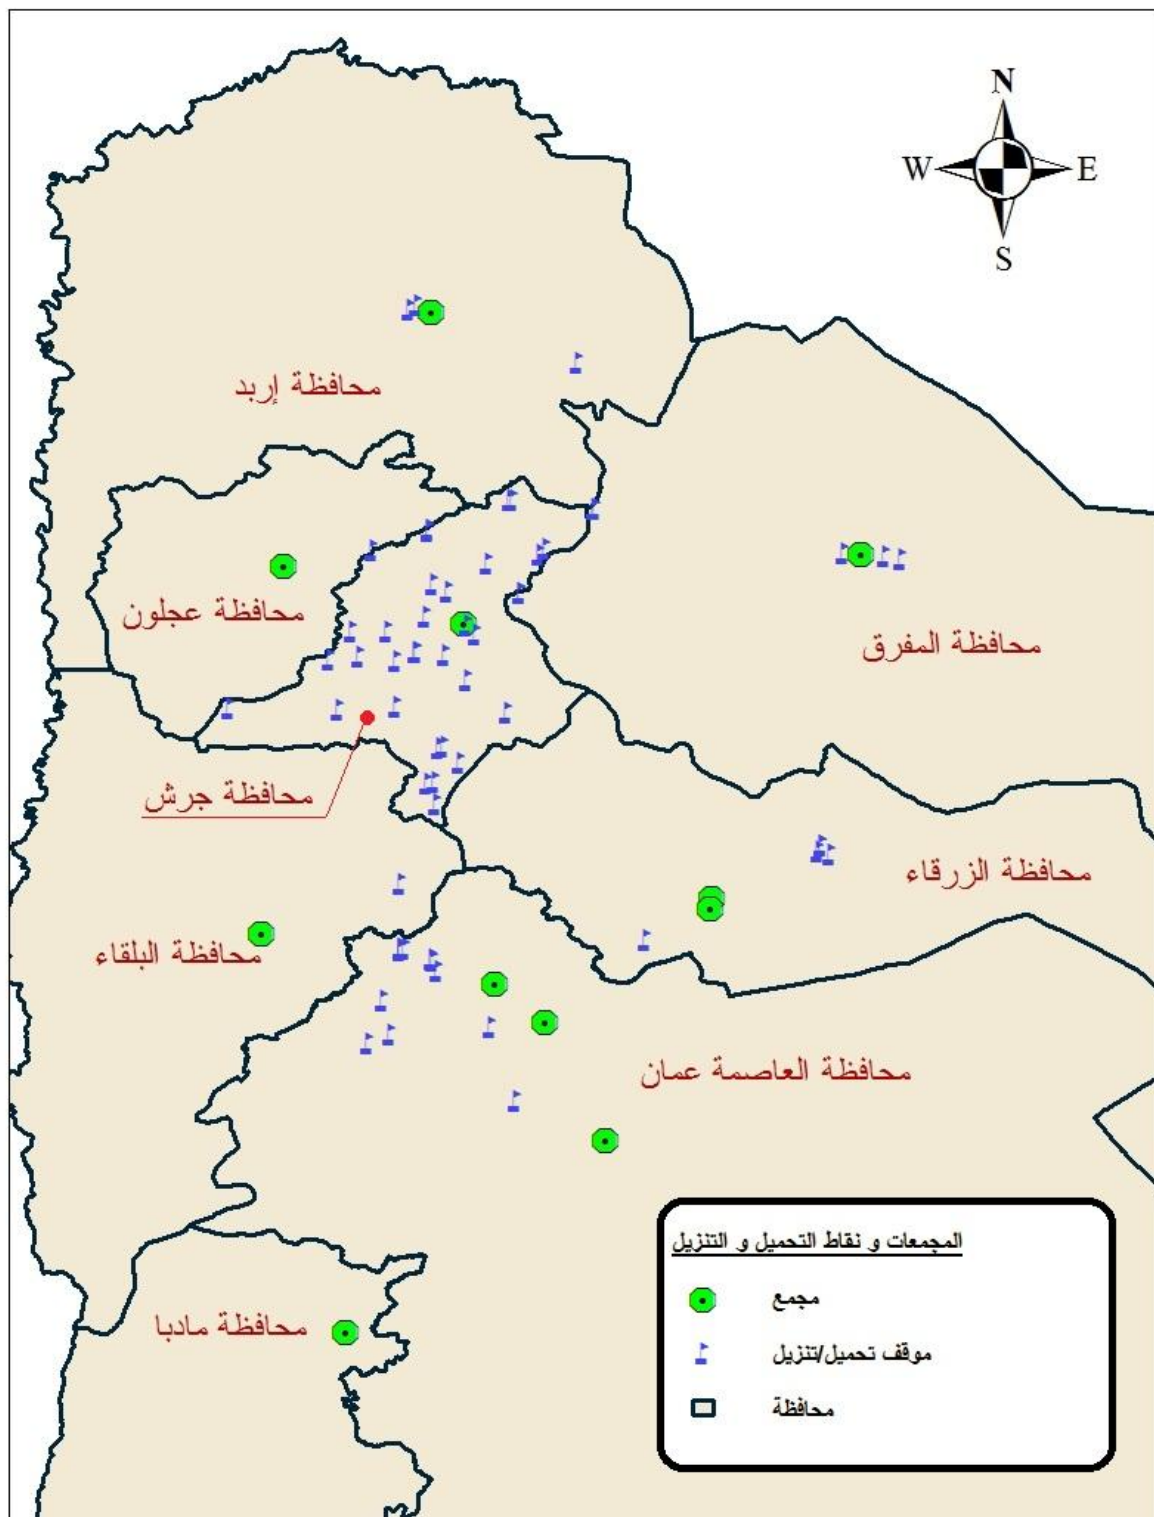 N
W E
S
محافظة إربد
محافظة عجلون
محافظة المفرق
محافظة جرش
محافظة الزرقاء
محافظة البلقاء
محافظة العاصمة عمان
محافظة مادبا
المجمعات و نقاط التحميل و التنزيل
مجمع
موقف تحميل/تنزيل
محافظة